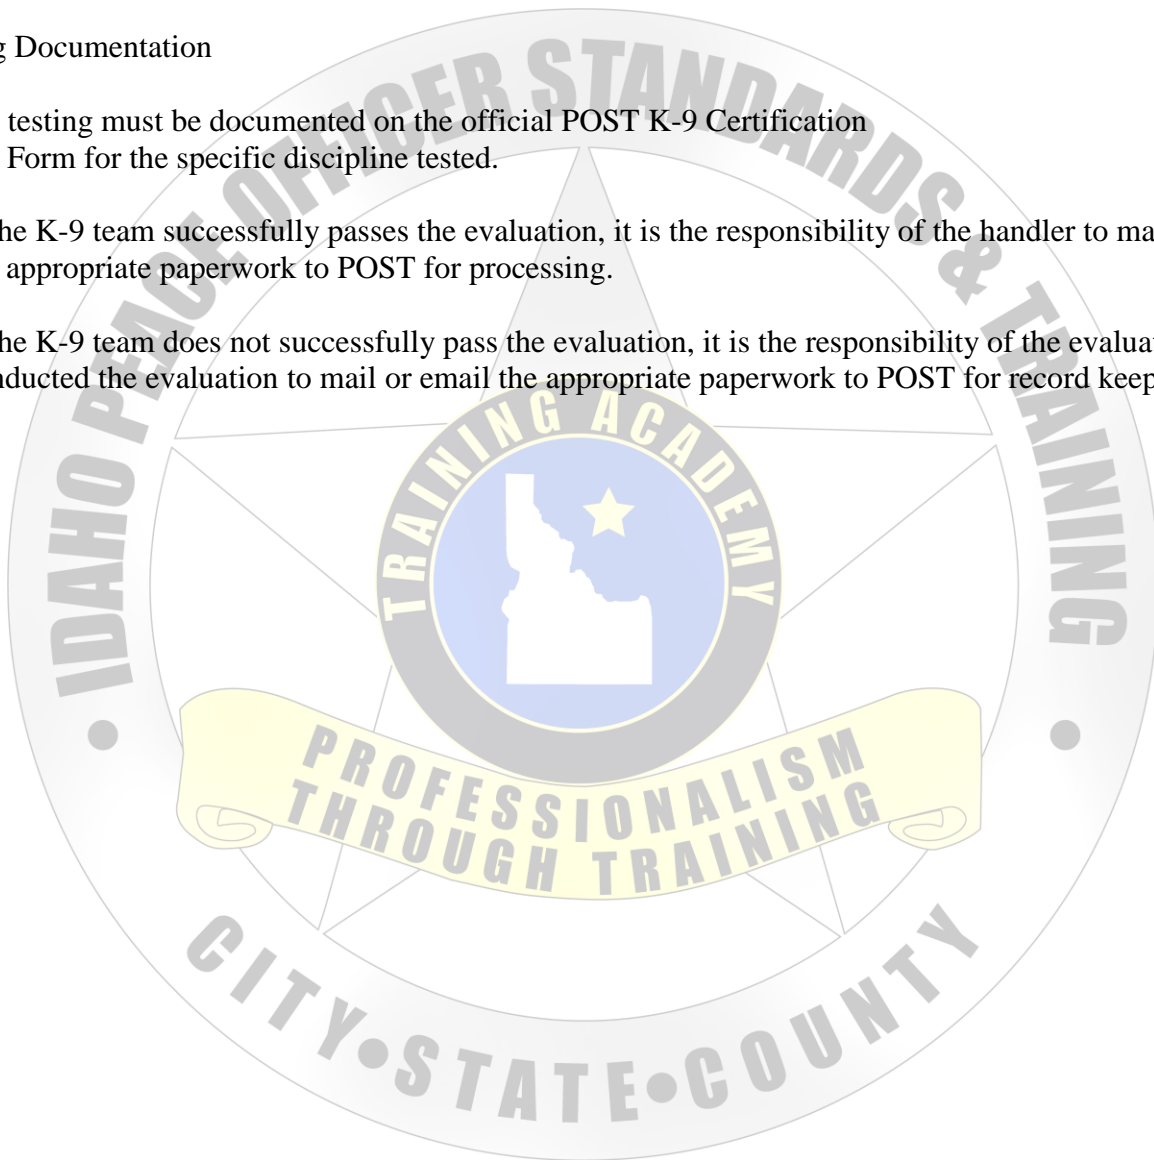 g Documentation
testing must be documented on the official POST K-9 Certification
Form for the specific discipline tested.
he K-9 team successfully passes the evaluation, it is the responsibility of the handler to ma
appropriate paperwork to POST for processing.
he K-9 team does not successfully pass the evaluation, it is the responsibility of the evalua
nducted the evaluation to mail or email the appropriate paperwork to POST for record keep
IDAHO PEACE OFFICER STANDARDS & TRAINING
TRAINING ACADEMY
PROFESSIONALISM
THROUGH TRAINING
CITY•STATE•COUNTY